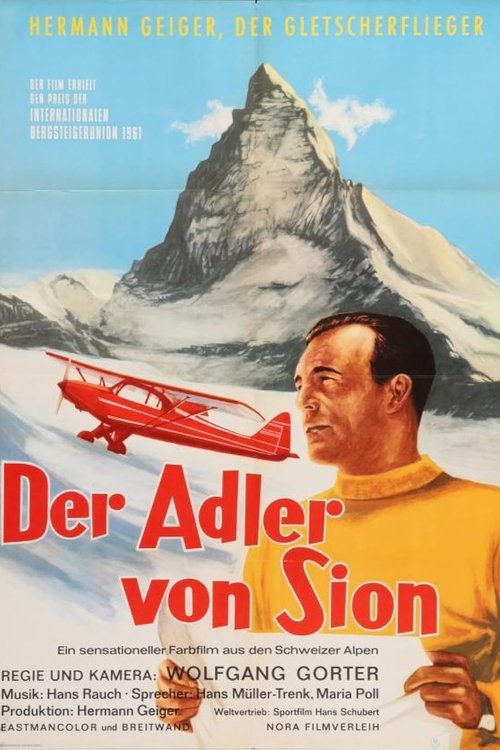 HERMANN GEIGER, DER GLETSCHERFLIEGER
DER FILM ERHIELT
DEN PREIS DER
INTERNATIONALEN
BERGSTEIGERUNION 1961
Der Adler
von Sion
Ein sensationeller Farbfilm aus den Schweizer Alpen
REGIE UND KAMERA: WOLFGANG GORTER
Musik: Hans Rauch - Sprecher: Hans Müller-Trenk, Maria Poll
Produktion: Hermann Geiger Weltvertrieb: Sportfilm Hans Schubert
EASTMANCOLOR und BREITWAND NORA FILMVERLEIH